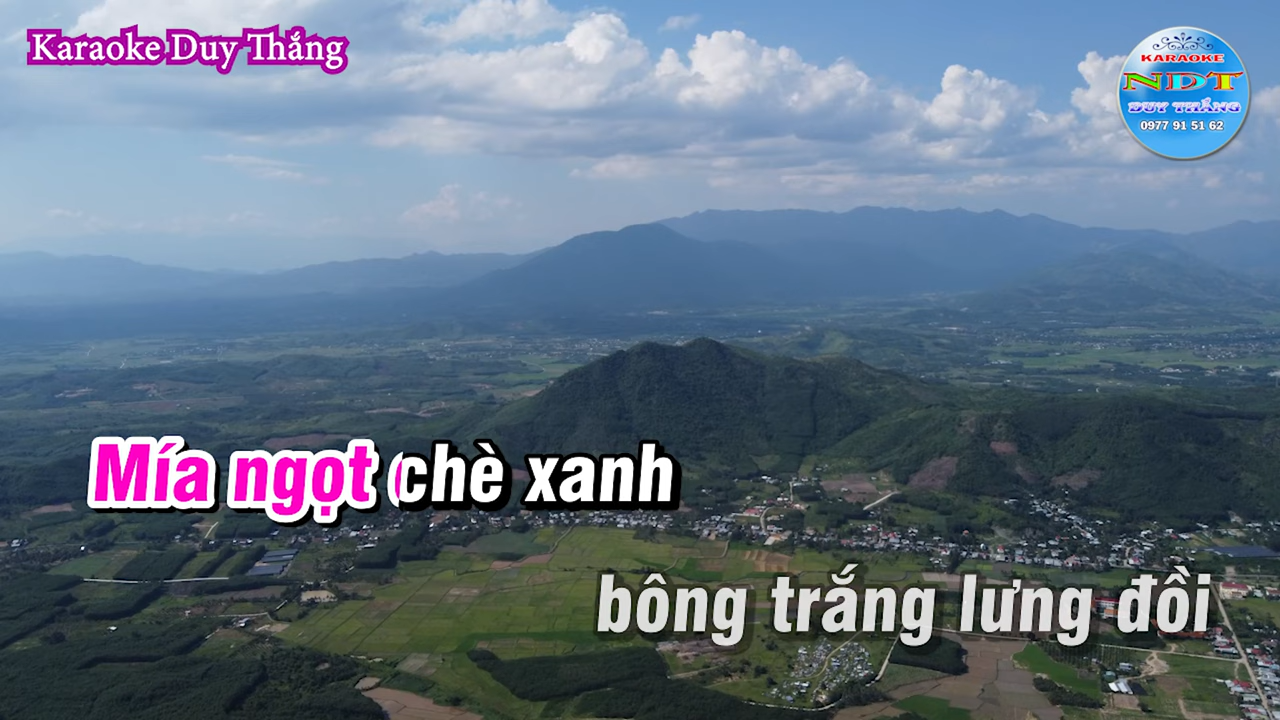 Karaoke Duy Thắng
KARAOKE
NDT
DUY THẮNG
0977 91 51 62
Mía ngọt chè xanh
bông trắng lưng đồi